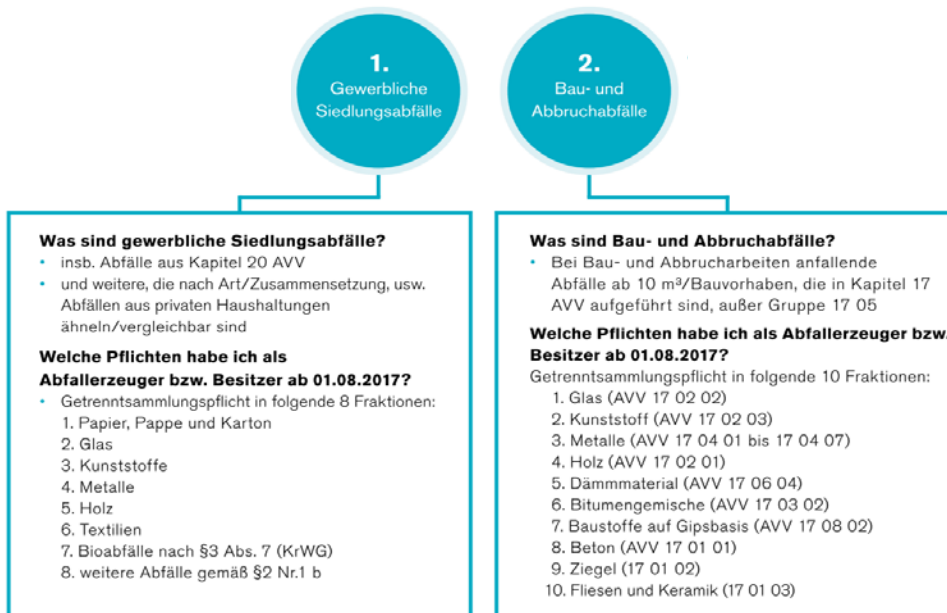 1.
Gewerbliche
Siedlungsabfälle
2.
Bau- und
Abbruchabfälle
Was sind gewerbliche Siedlungsabfälle?
• insb. Abfälle aus Kapitel 20 AVV
• und weitere, die nach Art/Zusammensetzung, usw.
Abfällen aus privaten Haushaltungen
ähneln/vergleichbar sind
Welche Pflichten habe ich als
Abfallerzeuger bzw. Besitzer ab 01.08.2017?
• Getrenntsammlungspflicht in folgende 8 Fraktionen:
1. Papier, Pappe und Karton
2. Glas
3. Kunststoffe
4. Metalle
5. Holz
6. Textilien
7. Bioabfälle nach §3 Abs. 7 (KrWG)
8. weitere Abfälle gemäß §2 Nr.1 b
Was sind Bau- und Abbruchabfälle?
• Bei Bau- und Abbrucharbeiten anfallende
Abfälle ab 10 m³/Bauvorhaben, die in Kapitel 17
AVV aufgeführt sind, außer Gruppe 17 05
Welche Pflichten habe ich als Abfallerzeuger bzw.
Besitzer ab 01.08.2017?
Getrenntsammlungspflicht in folgende 10 Fraktionen:
1. Glas (AVV 17 02 02)
2. Kunststoff (AVV 17 02 03)
3. Metalle (AVV 17 04 01 bis 17 04 07)
4. Holz (AVV 17 02 01)
5. Dämmmaterial (AVV 17 06 04)
6. Bitumengemische (AVV 17 03 02)
7. Baustoffe auf Gipsbasis (AVV 17 08 02)
8. Beton (AVV 17 01 01)
9. Ziegel (17 01 02)
10. Fliesen und Keramik (17 01 03)